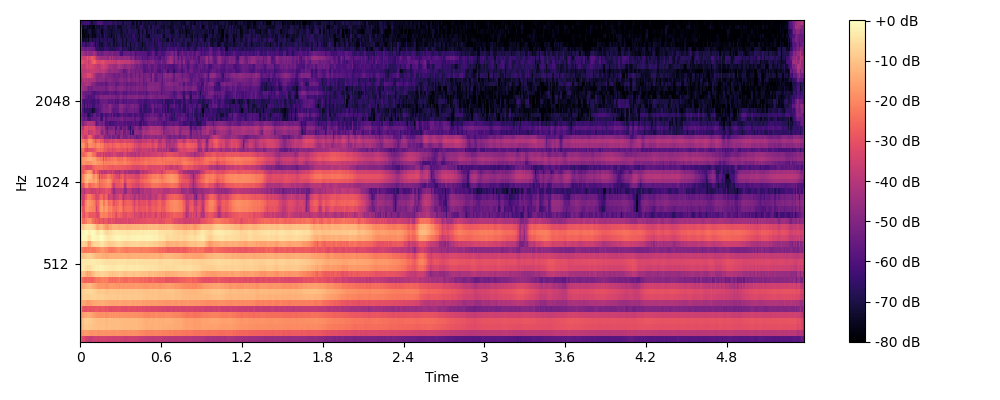 +0 dB
-10 dB
2048
-20 dB
-30 dB
Hz
1024
-40 dB
-50 dB
512
-60 dB
-70 dB
-80 dB
0 0.6 1.2 1.8 2.4 3 3.6 4.2 4.8
Time